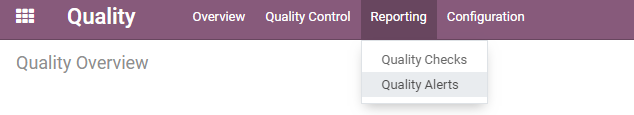 Quality Overview Quality Control Reporting Configuration
Quality Overview
Quality Checks
Quality Alerts